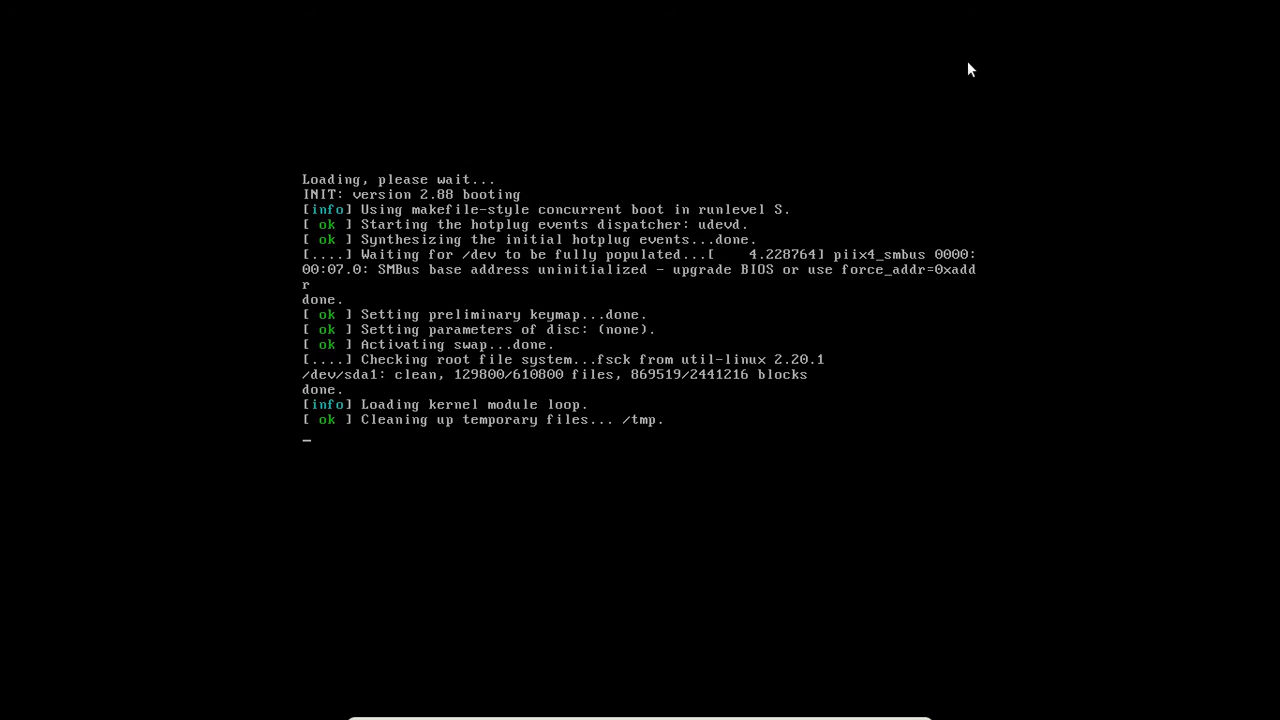 Loading, please wait...
INIT: version 2.88 booting
[info] Using makefile-style concurrent boot in runlevel S.
[ ok ] Starting the hotplug events dispatcher: udevd.
[ ok ] Synthesizing the initial hotplug events...done.
[....] Waiting for /dev to be fully populated...[    4.228764] piix4_smbus 0000:
00:07.0: SMBus base address uninitialized - upgrade BIOS or use force_addr=0xadd
r
done.
[ ok ] Setting preliminary keymap...done.
[ ok ] Setting parameters of disc: (none).
[ ok ] Activating swap...done.
[....] Checking root file system...fsck from util-linux 2.20.1
/dev/sda1: clean, 129800/610800 files, 869519/2441216 blocks
done.
[info] Loading kernel module loop.
[ ok ] Cleaning up temporary files... /tmp.
_